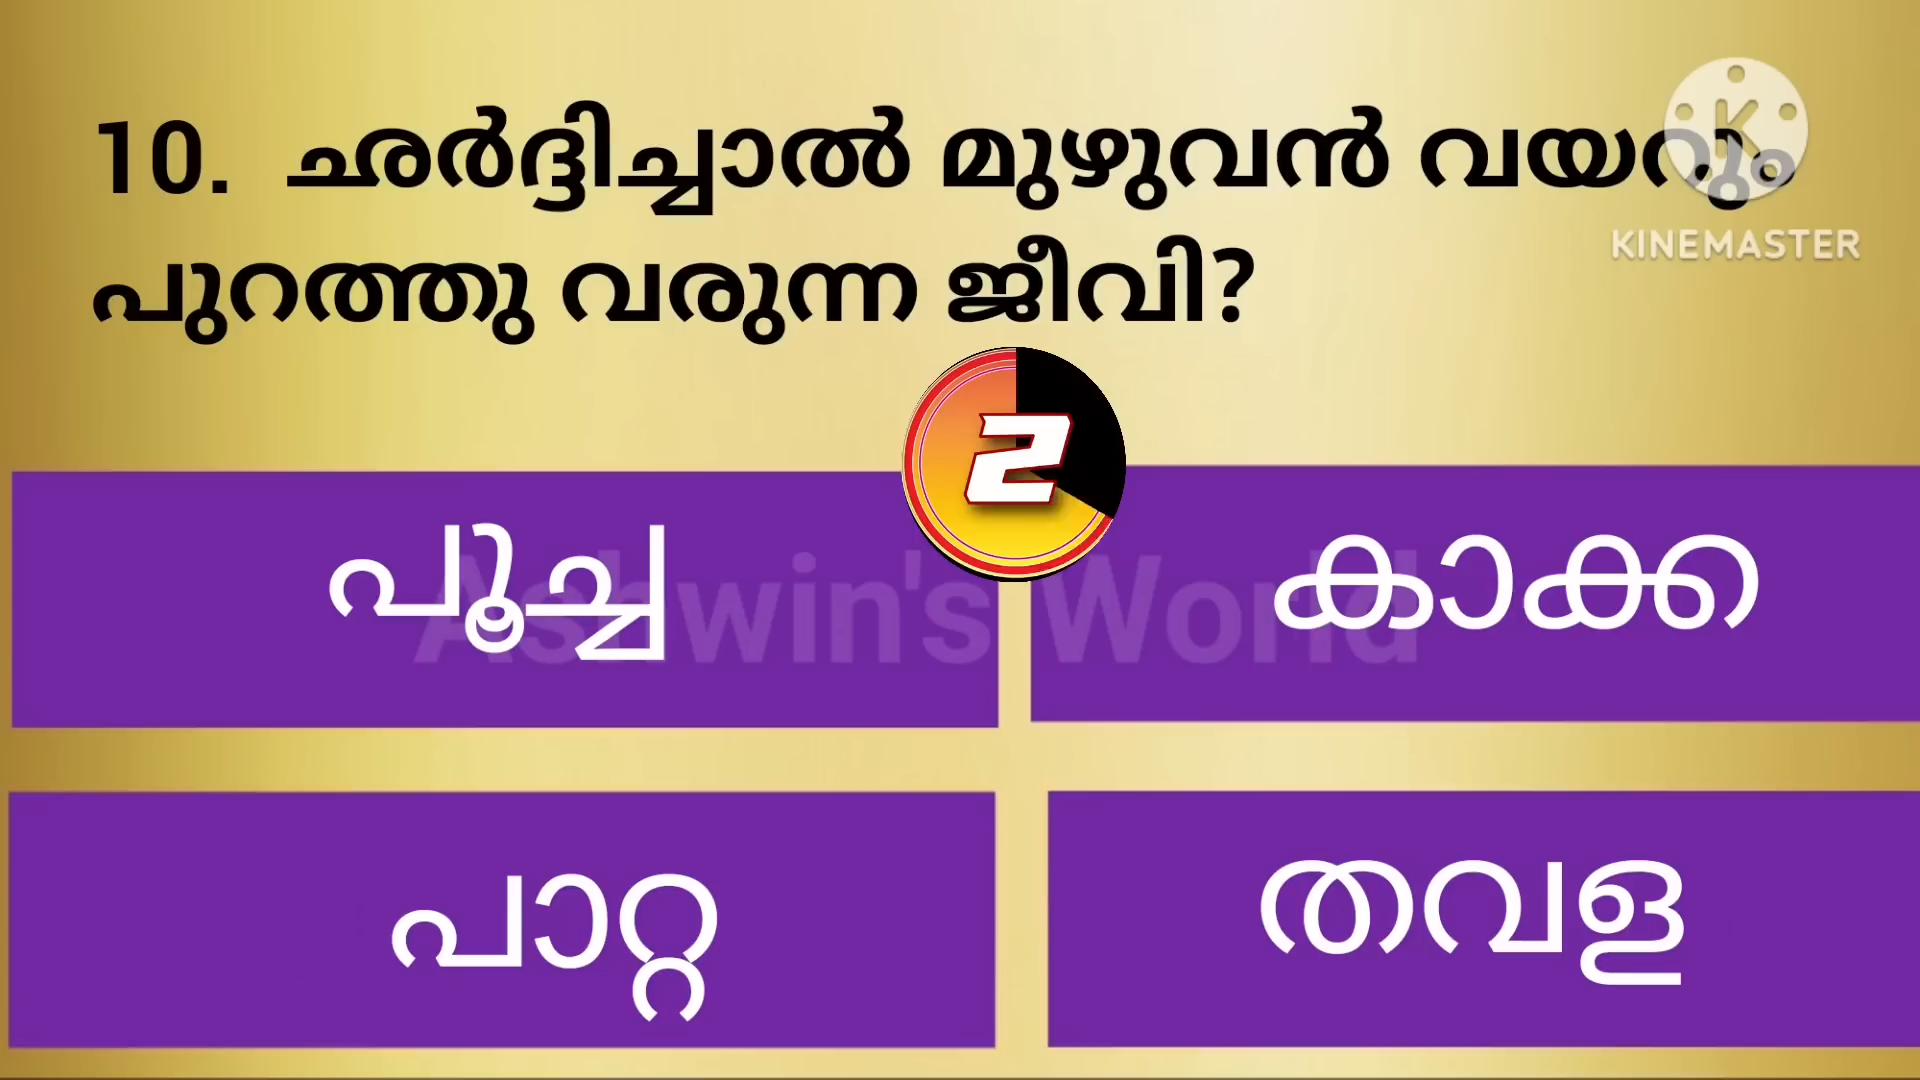 10. ഛർദ്ദിച്ചാൽ മുഴുവൻ വയറും
പുറത്തു വരുന്ന ജീവി?
K
KINEMASTER
2
പൂച്ച
കാക്ക
Ashwin's World
പാറ്റ
തവള